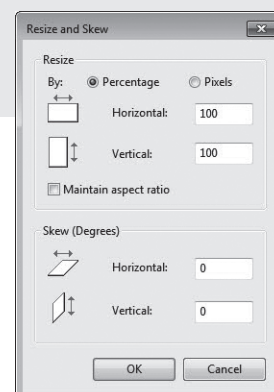 Resize and Skew
Resize
By: Percentage Pixels
Horizontal: 100
Vertical: 100
Maintain aspect ratio
Skew (Degrees)
Horizontal: 0
Vertical: 0
OK Cancel